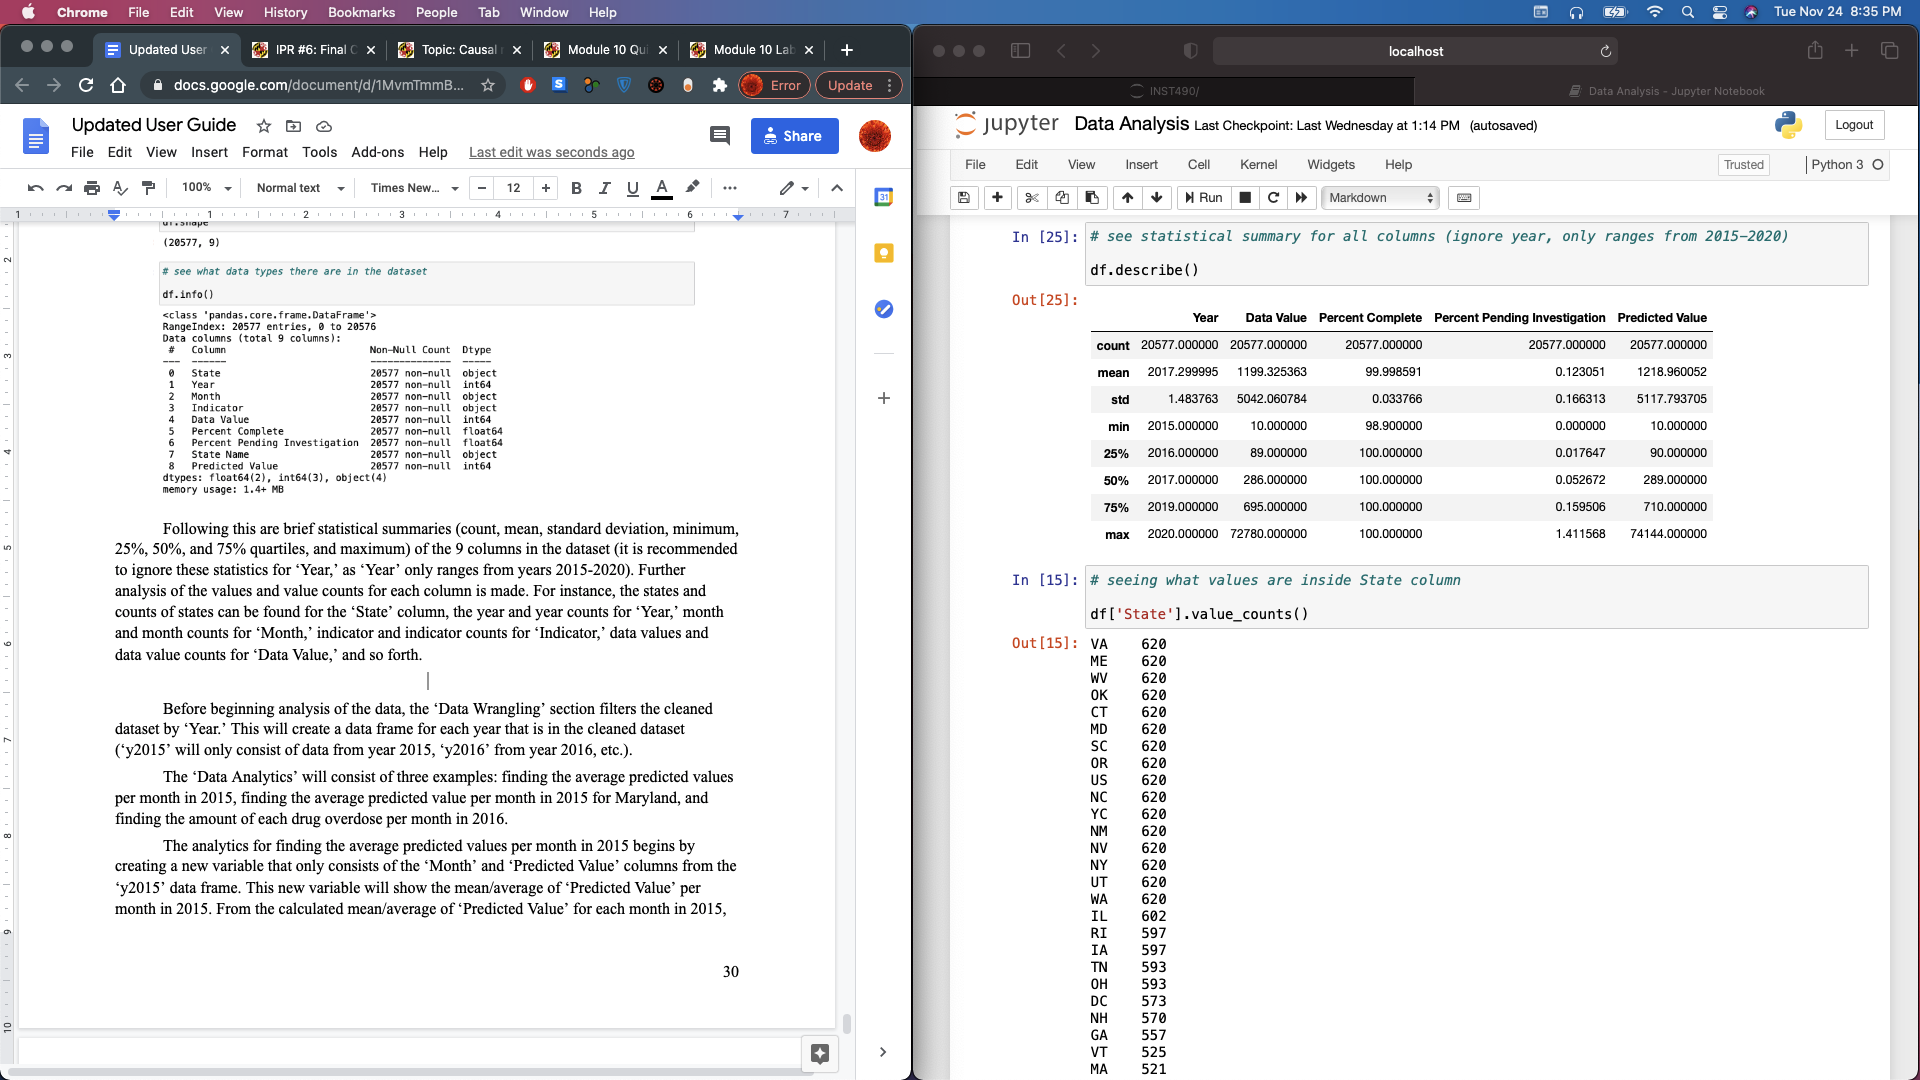 Chrome File Edit View History Bookmarks People Tab Window Help
Tue Nov 24 8:35 PM
Updated User
IPR #6: Final C
Topic: Causal
Module 10 Qui
Module 10 Lab
docs.google.com/document/d/1MvmTmmB...
Error
Update
Updated User Guide
Share
File Edit View Insert Format Tools Add-ons Help Last edit was seconds ago
100% Normal text Times New... 12
1 1 2 3 4 5 6 7
df.shape
(20577, 9)
# see what data types there are in the dataset
df.info()
<class 'pandas.core.frame.DataFrame'>
RangeIndex: 20577 entries, 0 to 20576
Data columns (total 9 columns):
# Column Non-Null Count Dtype
--- ------ -------------- -----
0 State 20577 non-null object
1 Year 20577 non-null int64
2 Month 20577 non-null object
3 Indicator 20577 non-null object
4 Data Value 20577 non-null int64
5 Percent Complete 20577 non-null float64
6 Percent Pending Investigation 20577 non-null float64
7 State Name 20577 non-null object
8 Predicted Value 20577 non-null int64
dtypes: float64(2), int64(3), object(4)
memory usage: 1.4+ MB
Following this are brief statistical summaries (count, mean, standard deviation, minimum,
25%, 50%, and 75% quartiles, and maximum) of the 9 columns in the dataset (it is recommended
to ignore these statistics for ‘Year,’ as ‘Year’ only ranges from years 2015-2020). Further
analysis of the values and value counts for each column is made. For instance, the states and
counts of states can be found for the ‘State’ column, the year and year counts for ‘Year,’ month
and month counts for ‘Month,’ indicator and indicator counts for ‘Indicator,’ data values and
data value counts for ‘Data Value,’ and so forth.
Before beginning analysis of the data, the ‘Data Wrangling’ section filters the cleaned
dataset by ‘Year.’ This will create a data frame for each year that is in the cleaned dataset
(‘y2015’ will only consist of data from year 2015, ‘y2016’ from year 2016, etc.).
The ‘Data Analytics’ will consist of three examples: finding the average predicted values
per month in 2015, finding the average predicted value per month in 2015 for Maryland, and
finding the amount of each drug overdose per month in 2016.
The analytics for finding the average predicted values per month in 2015 begins by
creating a new variable that only consists of the ‘Month’ and ‘Predicted Value’ columns from the
‘y2015’ data frame. This new variable will show the mean/average of ‘Predicted Value’ per
month in 2015. From the calculated mean/average of ‘Predicted Value’ for each month in 2015,
30
2
3
4
5
6
7
8
9
10
31
localhost
INST490/
Data Analysis - Jupyter Notebook
jupyter Data Analysis Last Checkpoint: Last Wednesday at 1:14 PM (autosaved)
Logout
File Edit View Insert Cell Kernel Widgets Help
Trusted
Python 3
Run
Markdown
In [25]: # see statistical summary for all columns (ignore year, only ranges from 2015-2020)
df.describe()
Out[25]:
Year Data Value Percent Complete Percent Pending Investigation Predicted Value
count 20577.000000 20577.000000 20577.000000 20577.000000 20577.000000
mean 2017.299995 1199.325363 99.998591 0.123051 1218.960052
std 1.483763 5042.060784 0.033766 0.166313 5117.793705
min 2015.000000 10.000000 98.900000 0.000000 10.000000
25% 2016.000000 89.000000 100.000000 0.017647 90.000000
50% 2017.000000 286.000000 100.000000 0.052672 289.000000
75% 2019.000000 695.000000 100.000000 0.159506 710.000000
max 2020.000000 72780.000000 100.000000 1.411568 74144.000000
In [15]: # seeing what values are inside State column
df['State'].value_counts()
Out[15]: VA 620
ME 620
WV 620
OK 620
CT 620
MD 620
SC 620
OR 620
US 620
NC 620
YC 620
NM 620
NV 620
NY 620
UT 620
WA 620
IL 602
RI 597
IA 597
TN 593
OH 593
DC 573
NH 570
GA 557
VT 525
MA 521